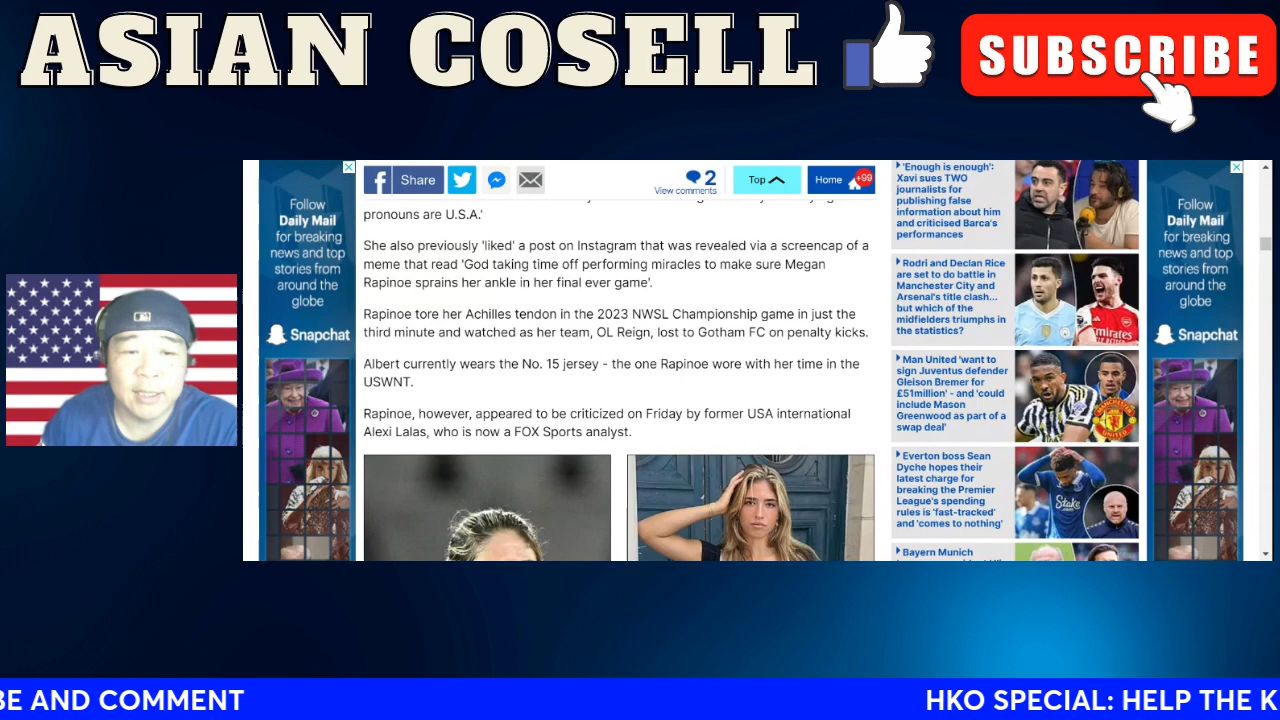 ASIAN COSELL
SUBSCRIBE
Follow
Daily Mail
for breaking
news and top
stories from
around the
globe
Snapchat
Share
2
View comments
Top
Home
+99
pronouns are U.S.A.'
She also previously 'liked' a post on Instagram that was revealed via a screencap of a
meme that read 'God taking time off performing miracles to make sure Megan
Rapinoe sprains her ankle in her final ever game'.
Rapinoe tore her Achilles tendon in the 2023 NWSL Championship game in just the
third minute and watched as her team, OL Reign, lost to Gotham FC on penalty kicks.
Albert currently wears the No. 15 jersey - the one Rapinoe wore with her time in the
USWNT.
Rapinoe, however, appeared to be criticized on Friday by former USA international
Alexi Lalas, who is now a FOX Sports analyst.
'Enough is enough':
Xavi sues TWO
journalists for
publishing false
information about him
and criticised Barca's
performances
Rodri and Declan Rice
are set to do battle in
Manchester City and
Arsenal's title clash...
but which of the
midfielders triumphs in
the statistics?
Man United 'want to
sign Juventus defender
Gleison Bremer for
£51million' - and 'could
include Mason
Greenwood as part of a
swap deal'
Everton boss Sean
Dyche hopes their
latest charge for
breaking the Premier
League's spending
rules is 'fast-tracked'
and 'comes to nothing'
Stake
Bayern Munich
Follow
Daily Mail
for breaking
news and top
stories from
around the
globe
Snapchat
BE AND COMMENT
HKO SPECIAL: HELP THE K